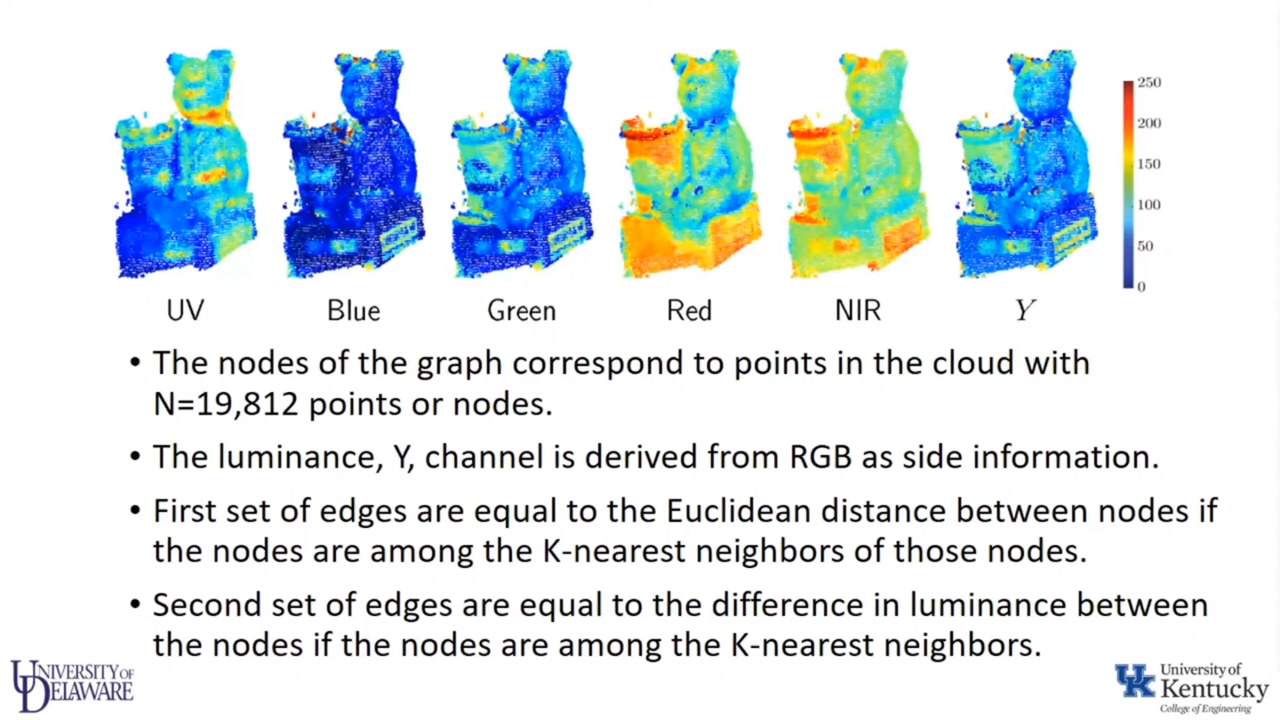 250
200
150
100
50
0
UV Blue Green Red NIR Y
• The nodes of the graph correspond to points in the cloud with
N=19,812 points or nodes.
• The luminance, Y, channel is derived from RGB as side information.
• First set of edges are equal to the Euclidean distance between nodes if
the nodes are among the K-nearest neighbors of those nodes.
• Second set of edges are equal to the difference in luminance between
the nodes if the nodes are among the K-nearest neighbors.
UNIVERSITY OF
DELAWARE
UK
University of
Kentucky
College of Engineering